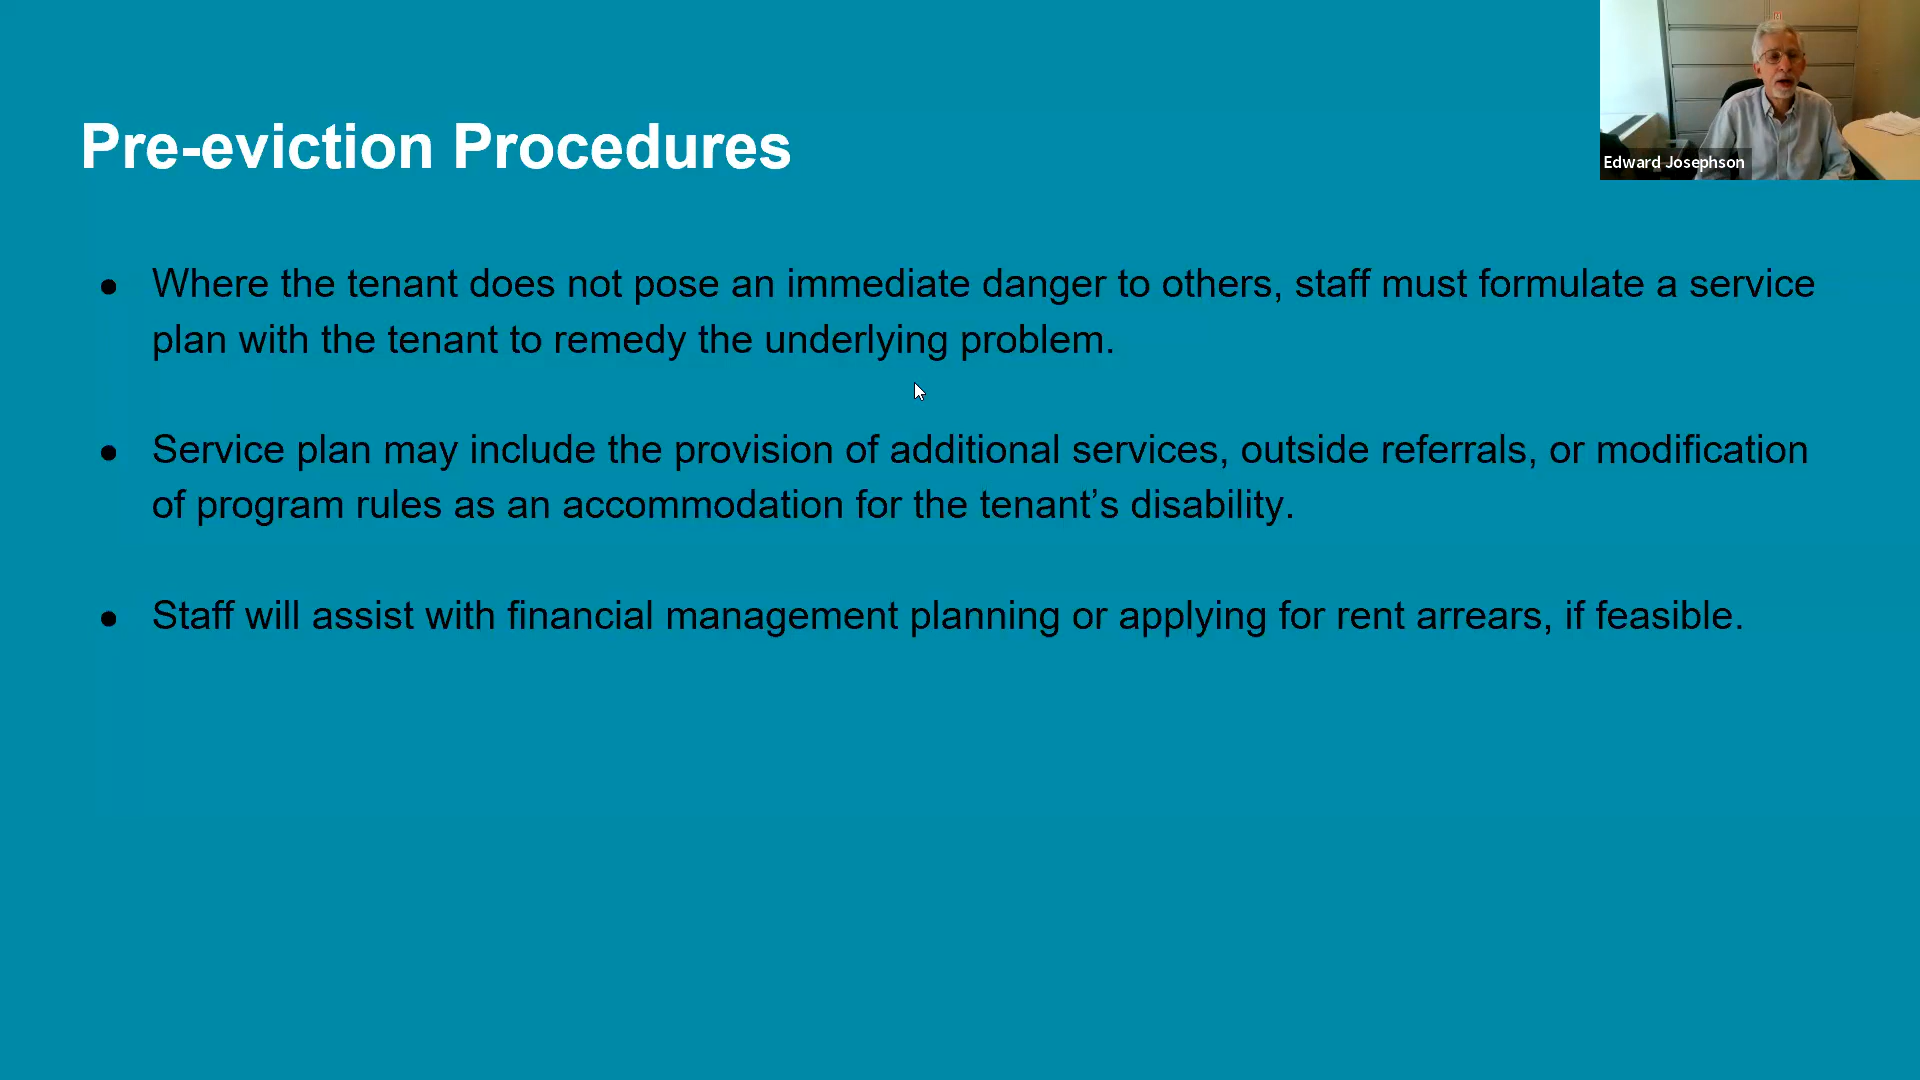 Pre-eviction Procedures
Edward Josephson
● Where the tenant does not pose an immediate danger to others, staff must formulate a service
plan with the tenant to remedy the underlying problem.
● Service plan may include the provision of additional services, outside referrals, or modification
of program rules as an accommodation for the tenant’s disability.
● Staff will assist with financial management planning or applying for rent arrears, if feasible.